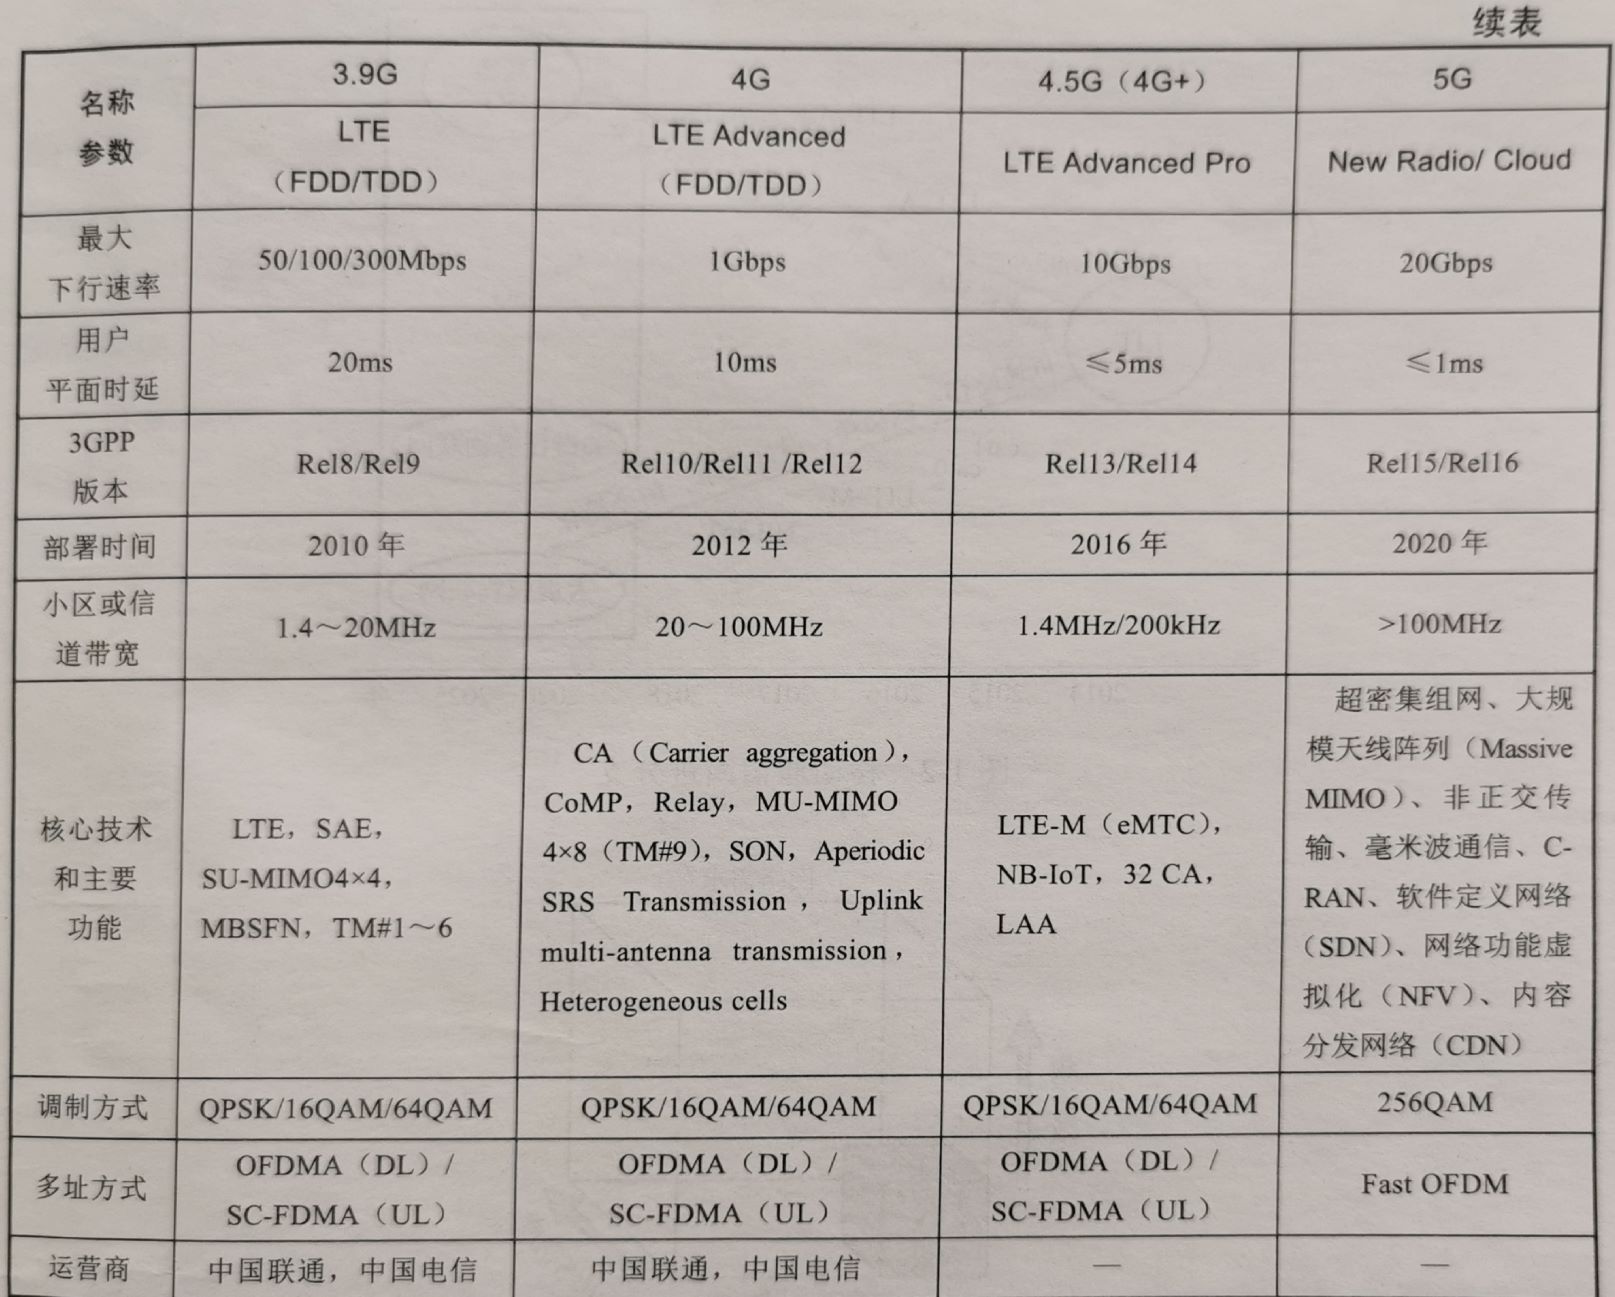 续表
名称
参数
3.9G
4G
4.5G（4G+）
5G
LTE
（FDD/TDD）
LTE Advanced
（FDD/TDD）
LTE Advanced Pro
New Radio/ Cloud
最大
下行速率
50/100/300Mbps
1Gbps
10Gbps
20Gbps
用户
平面时延
20ms
10ms
≤5ms
≤1ms
3GPP
版本
Rel8/Rel9
Rel10/Rel11 /Rel12
Rel13/Rel14
Rel15/Rel16
部署时间
2010 年
2012 年
2016 年
2020 年
小区或信
道带宽
1.4～20MHz
20～100MHz
1.4MHz/200kHz
>100MHz
核心技术
和主要
功能
LTE，SAE，
SU-MIMO4×4，
MBSFN，TM#1～6
CA（Carrier aggregation），
CoMP，Relay，MU-MIMO
4×8（TM#9），SON，Aperiodic
SRS Transmission，Uplink
multi-antenna transmission，
Heterogeneous cells
LTE-M（eMTC），
NB-IoT，32 CA，
LAA
超密集组网、大规
模天线阵列（Massive
MIMO）、非正交传
输、毫米波通信、C-
RAN、软件定义网络
（SDN）、网络功能虚
拟化（NFV）、内容
分发网络（CDN）
调制方式
QPSK/16QAM/64QAM
QPSK/16QAM/64QAM
QPSK/16QAM/64QAM
256QAM
多址方式
OFDMA（DL）/
SC-FDMA（UL）
OFDMA（DL）/
SC-FDMA（UL）
OFDMA（DL）/
SC-FDMA（UL）
Fast OFDM
运营商
中国联通，中国电信
中国联通，中国电信
—
—